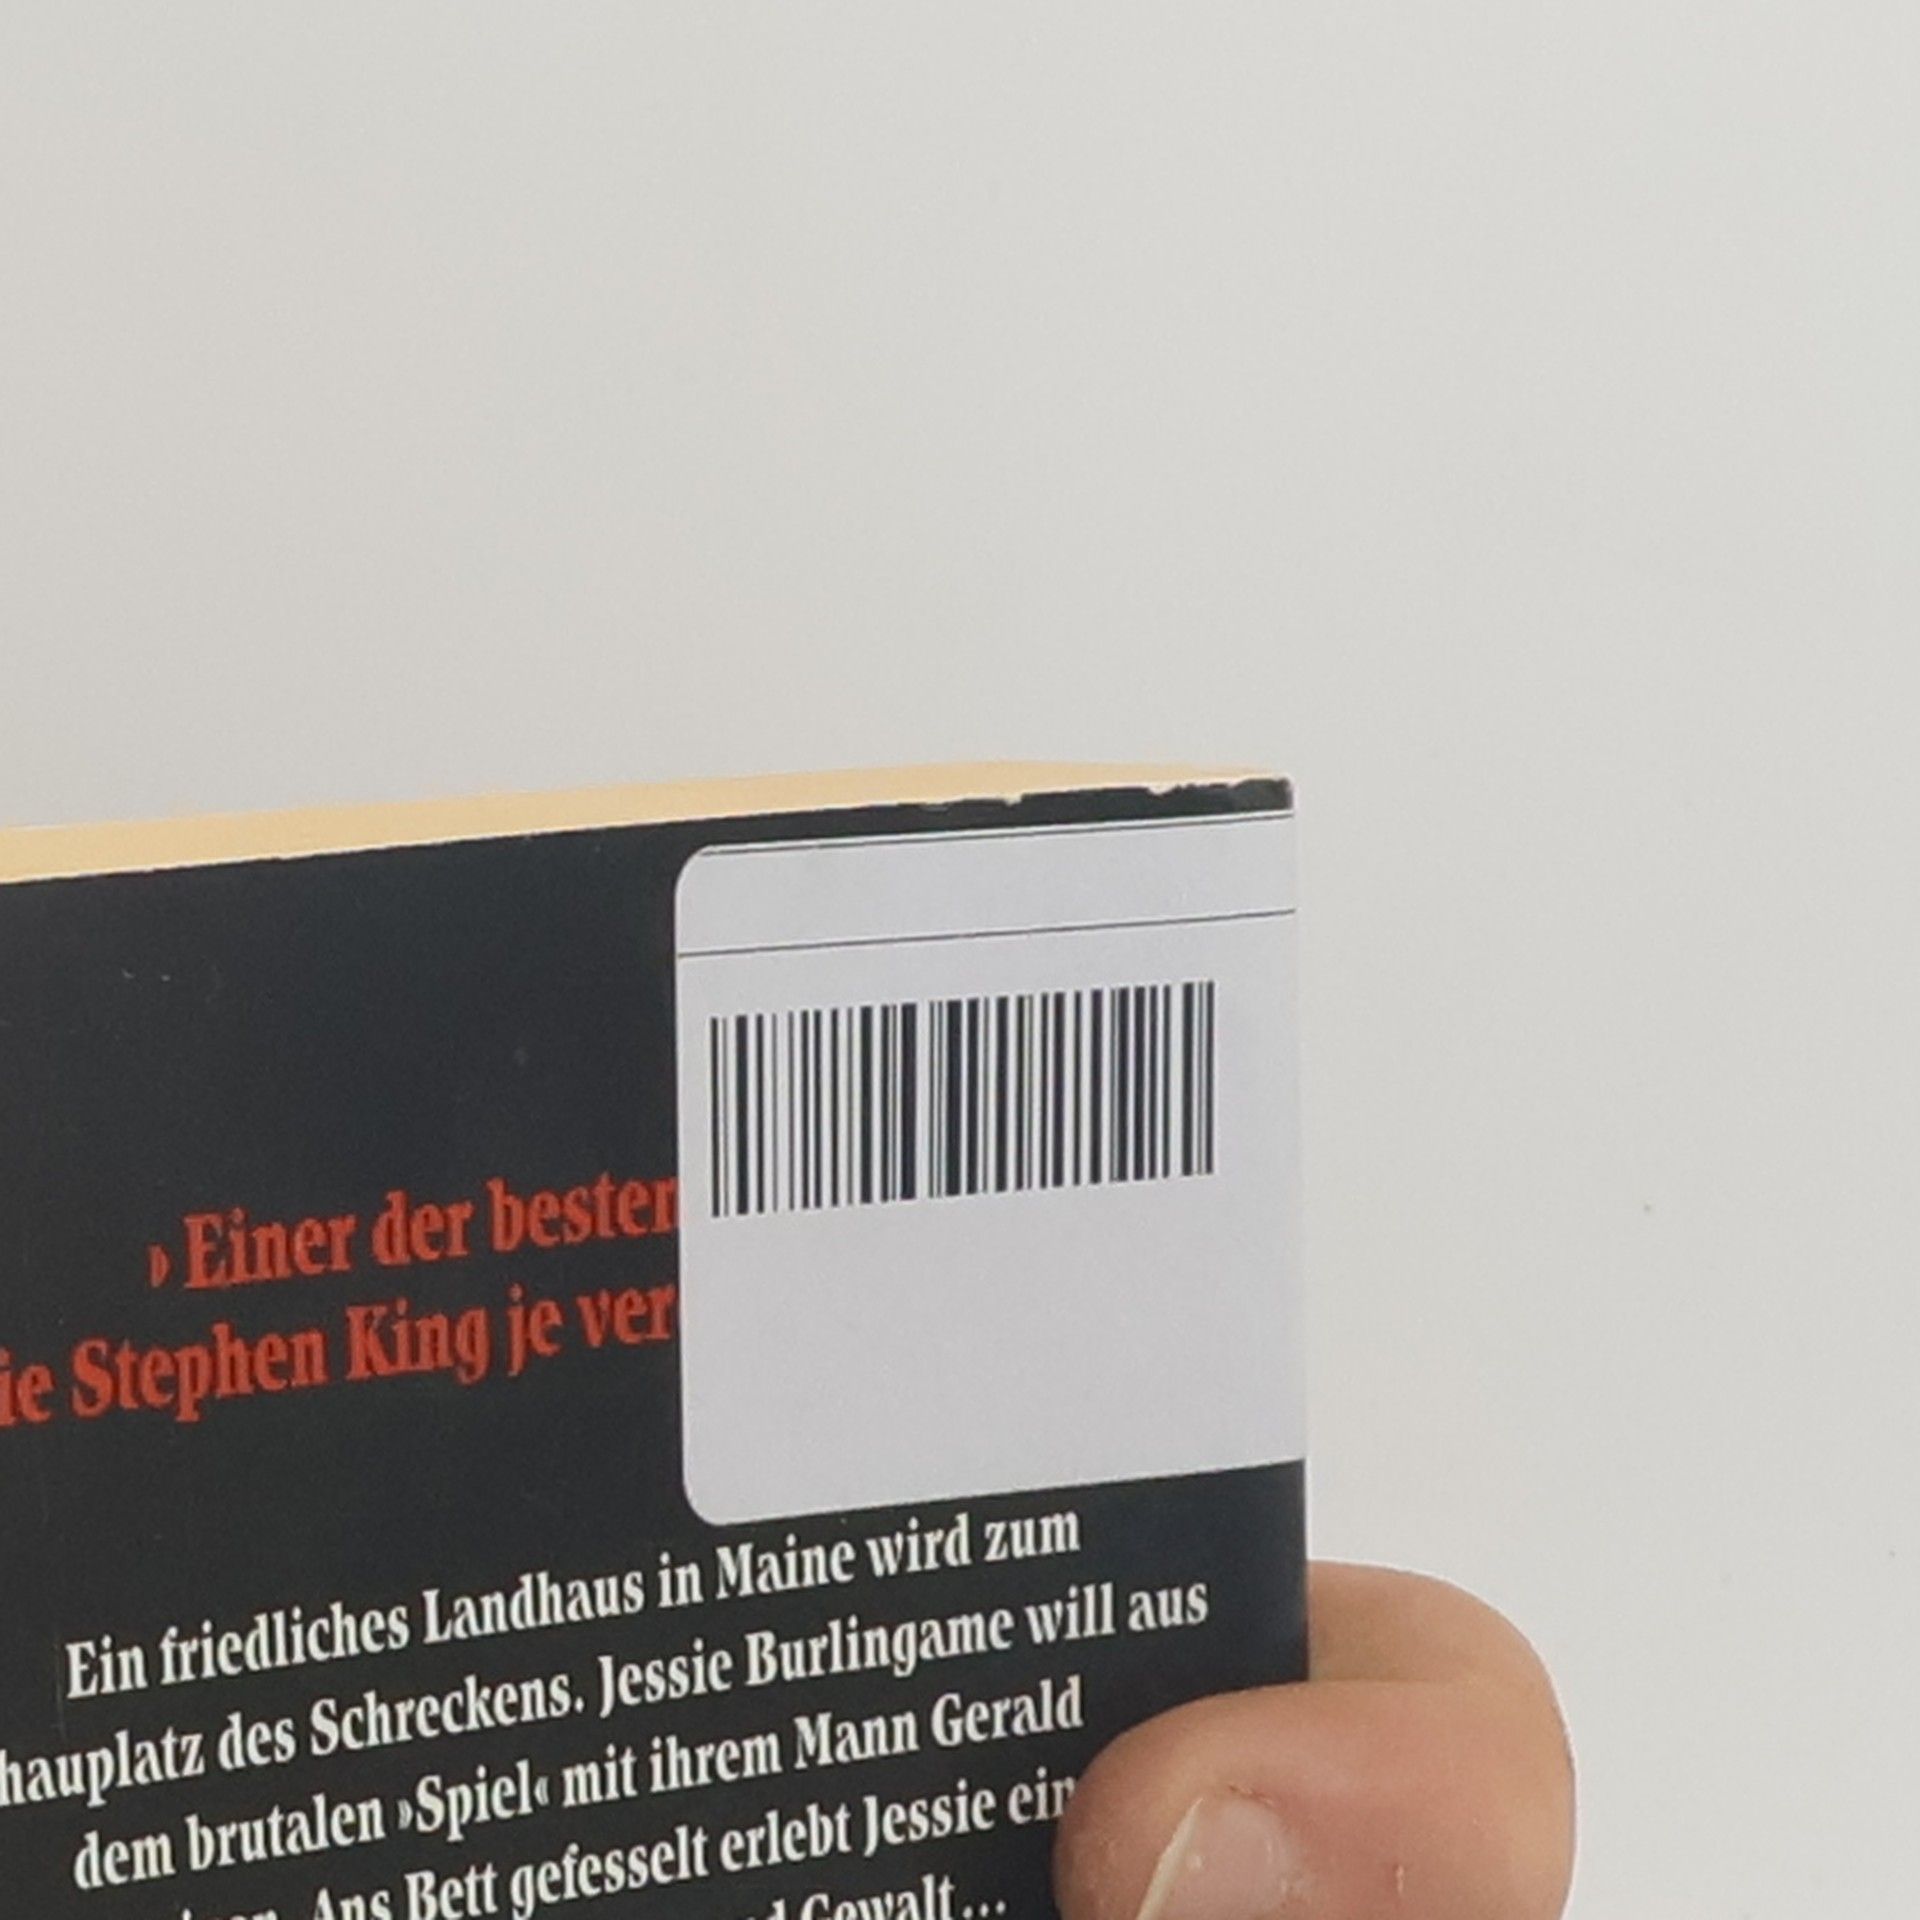 » Einer der besten
ie Stephen King je ver
Ein friedliches Landhaus in Maine wird zum
hauplatz des Schreckens. Jessie Burlingame will aus
dem brutalen »Spiel« mit ihrem Mann Gerald
Ans Bett gefesselt erlebt Jessie ein
Gewalt...